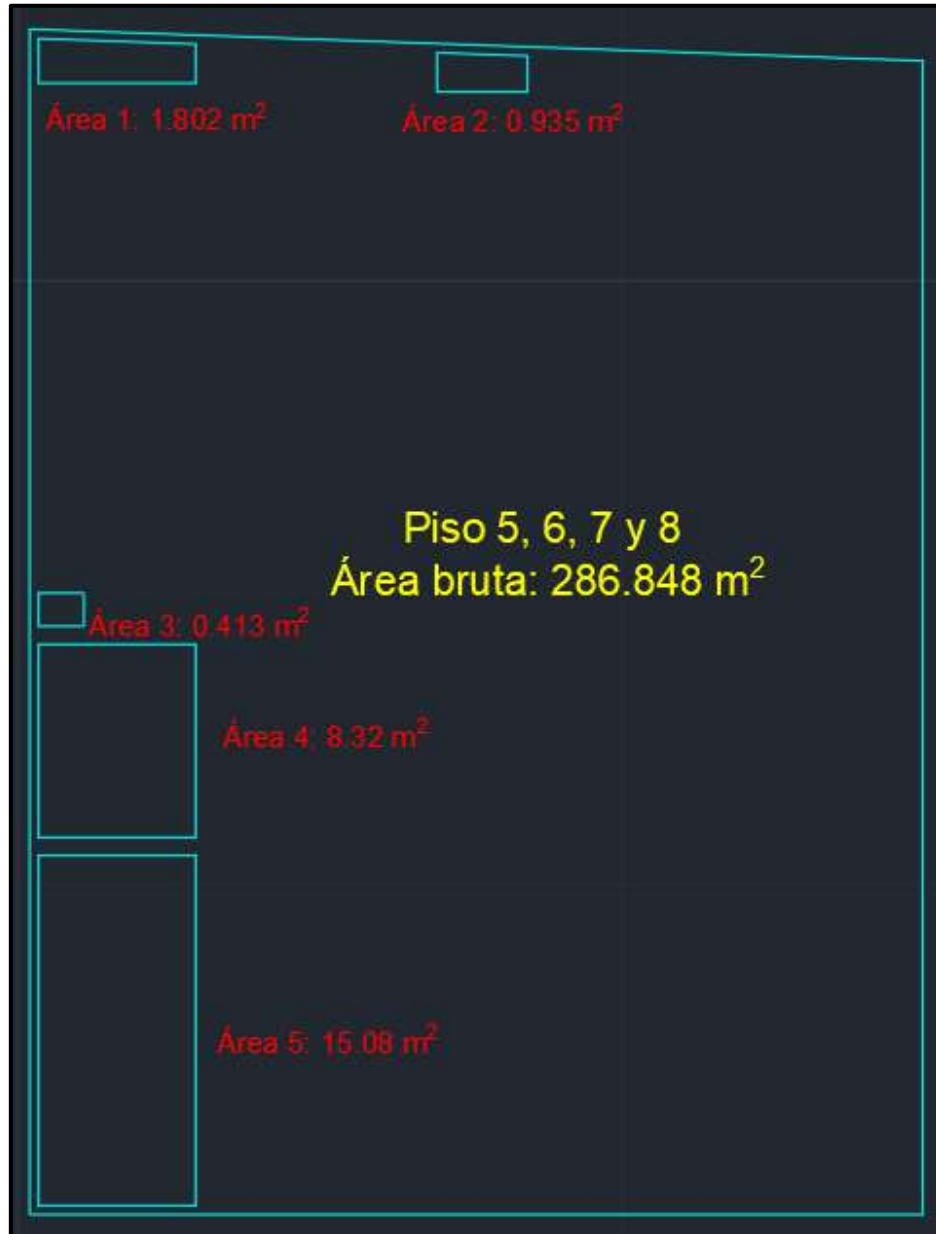 Área 1: 1.802 m²
Área 2: 0.935 m²
Piso 5, 6, 7 y 8
Área bruta: 286.848 m²
Área 3: 0.413 m²
Área 4: 8.32 m²
Área 5: 15.08 m²